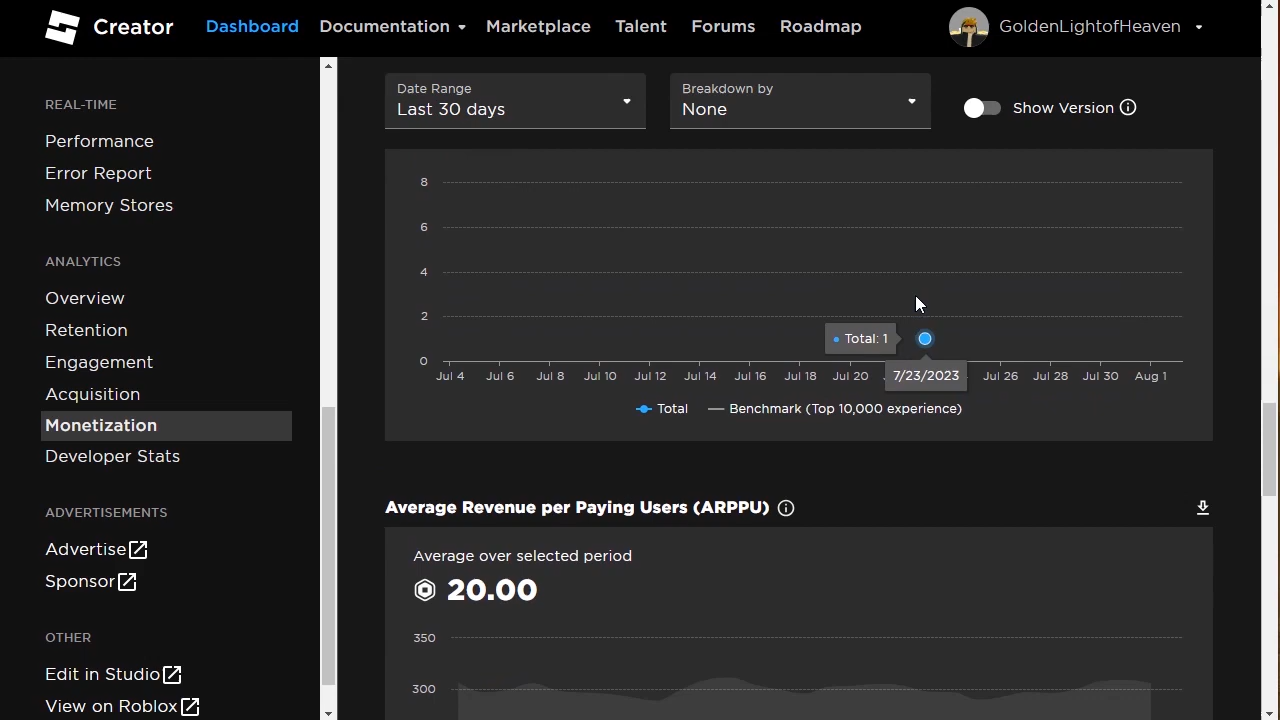 Creator
Dashboard
Documentation
Marketplace
Talent
Forums
Roadmap
GoldenLightofHeaven
REAL-TIME
Performance
Error Report
Memory Stores
ANALYTICS
Overview
Retention
Engagement
Acquisition
Monetization
Developer Stats
ADVERTISEMENTS
Advertise
Sponsor
OTHER
Edit in Studio
View on Roblox
Date Range
Last 30 days
Breakdown by
None
Show Version
8
6
4
2
0
Total: 1
7/23/2023
Jul 4 Jul 6 Jul 8 Jul 10 Jul 12 Jul 14 Jul 16 Jul 18 Jul 20 Jul 26 Jul 28 Jul 30 Aug 1
Total
Benchmark (Top 10,000 experience)
Average Revenue per Paying Users (ARPPU)
Average over selected period
20.00
350
300